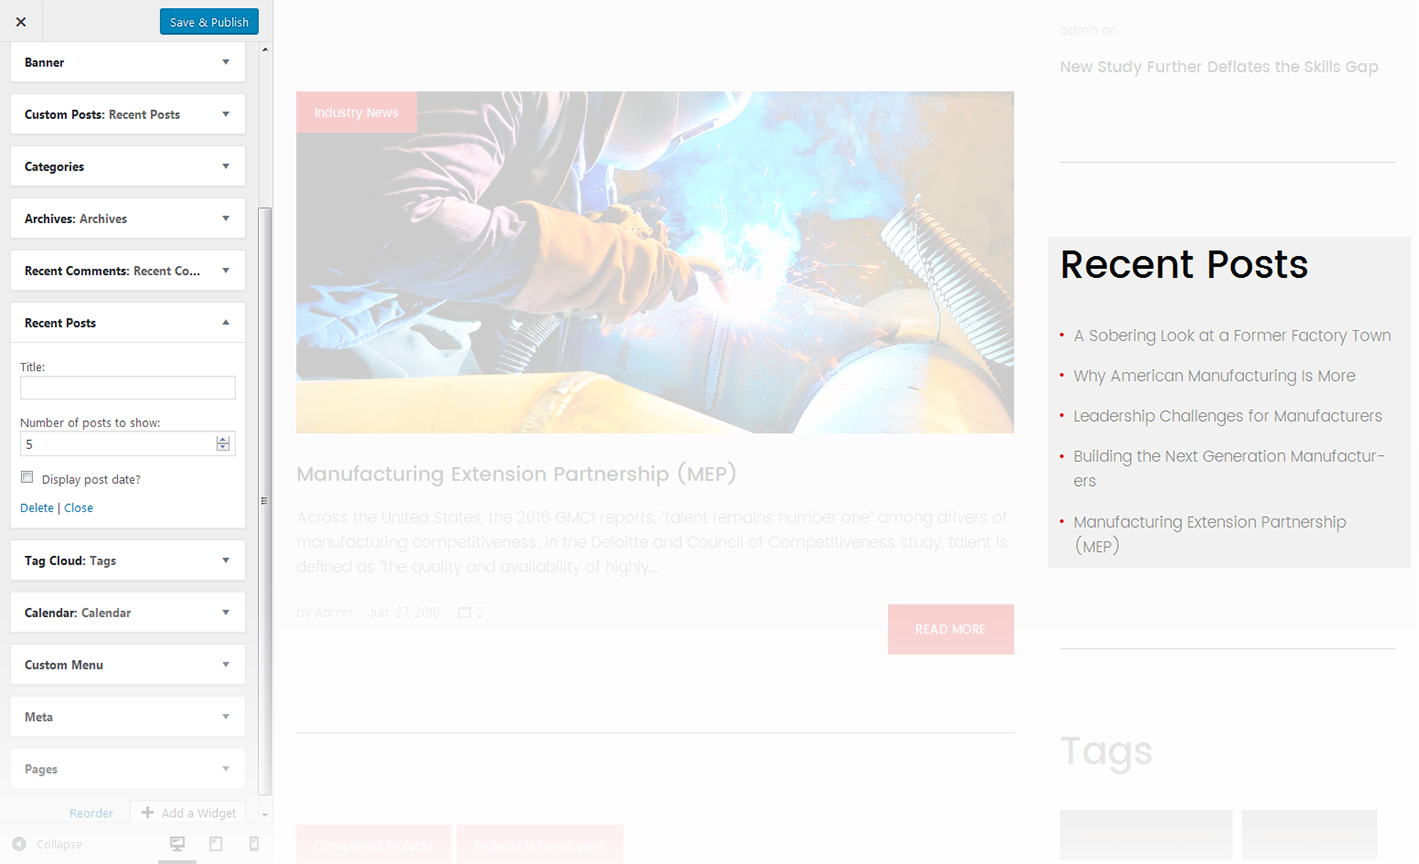 Save & Publish
Banner
Custom Posts: Recent Posts
Categories
Archives: Archives
Recent Comments: Recent Co...
Recent Posts
Title:
Number of posts to show:
5
Display post date?
Delete | Close
Tag Cloud: Tags
Calendar: Calendar
Custom Menu
Meta
Pages
Reorder
Add a Widget
Collapse
Industry News
Manufacturing Extension Partnership (MEP)
Across the United States, the 2016 GMCI reports, "talent remains number one" among drivers of
manufacturing competitiveness. In the Deloitte and Council of Competitiveness study, talent is
defined as "the quality and availability of highly...
by Admin - Jun, 27, 2016
2
READ MORE
Completed Projects
Projects is Developent
admin on
New Study Further Deflates the Skills Gap
Recent Posts
A Sobering Look at a Former Factory Town
Why American Manufacturing Is More
Leadership Challenges for Manufacturers
Building the Next Generation Manufactur-
ers
Manufacturing Extension Partnership
(MEP)
Tags